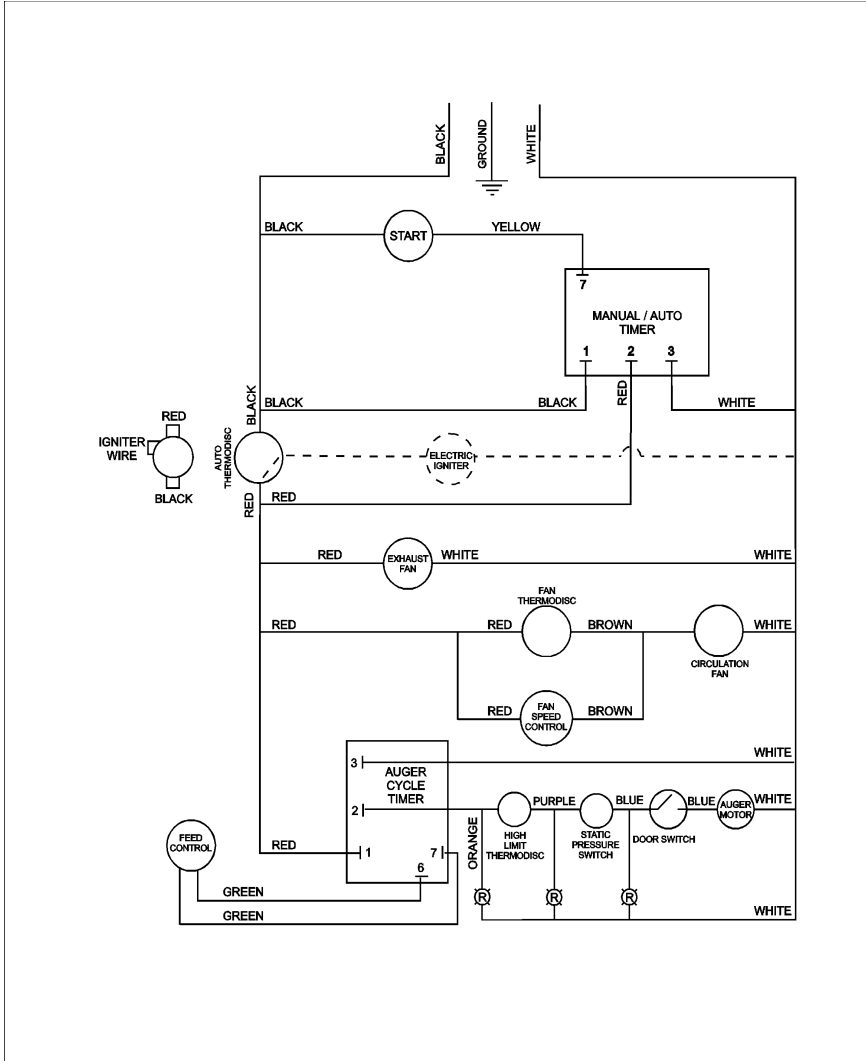 BLACK
GROUND
WHITE
BLACK
START
YELLOW
7
MANUAL / AUTO
TIMER
1 2 3
BLACK
RED
BLACK
BLACK
WHITE
RED
IGNITER
WIRE
BLACK
AUTO
THERMODISC
ELECTRIC
IGNITER
RED
RED
RED
EXHAUST
FAN
WHITE
WHITE
FAN
THERMODISC
RED
RED
BROWN
WHITE
CIRCULATION
FAN
RED
FAN
SPEED
CONTROL
BROWN
WHITE
3
AUGER
CYCLE
TIMER
2
1
7
6
ORANGE
HIGH
LIMIT
THERMODISC
PURPLE
STATIC
PRESSURE
SWITCH
BLUE
DOOR SWITCH
BLUE
AUGER
MOTOR
WHITE
FEED
CONTROL
RED
R R R
GREEN
GREEN
WHITE